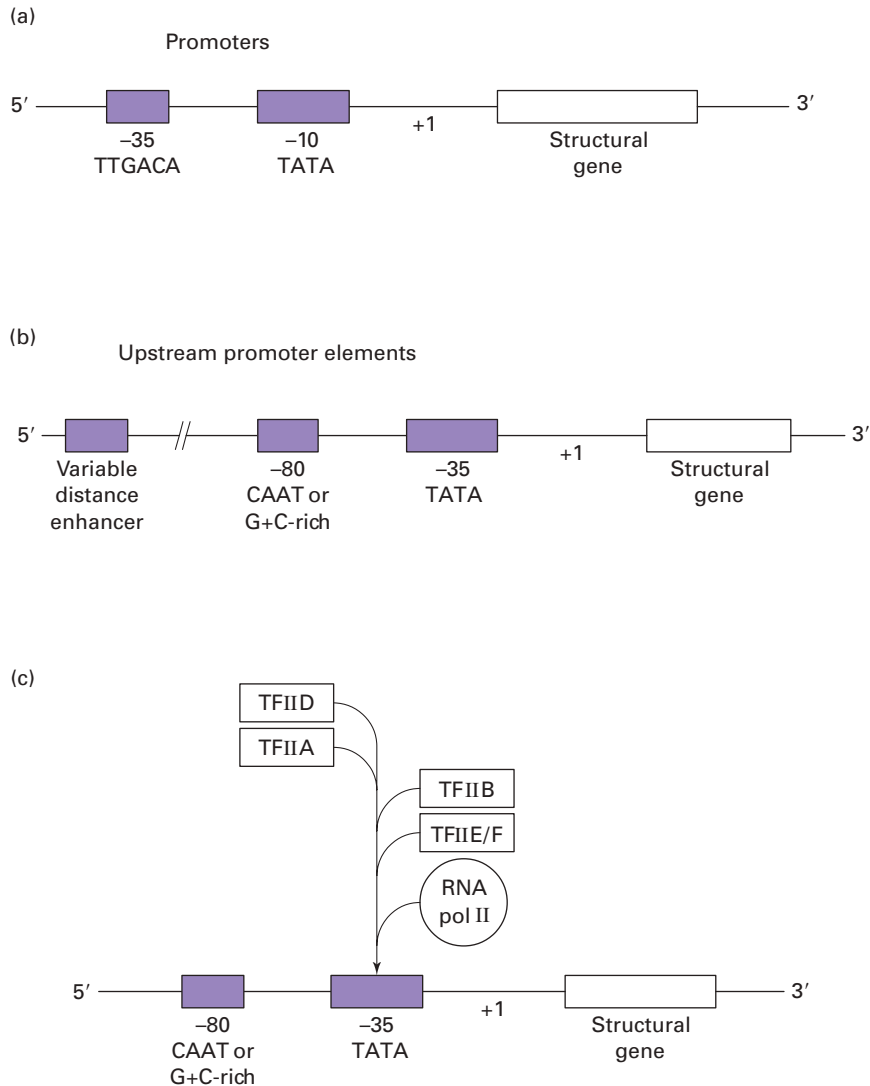 (a)
Promoters
5′
3′
+1
–35
TTGACA
–10
TATA
Structural
gene
(b)
Upstream promoter elements
5′
3′
+1
Variable
distance
enhancer
–80
CAAT or
G+C-rich
–35
TATA
Structural
gene
(c)
TFIID
TFIIA
TFIIB
TFIIE/F
RNA
pol II
5′
3′
+1
–80
CAAT or
G+C-rich
–35
TATA
Structural
gene